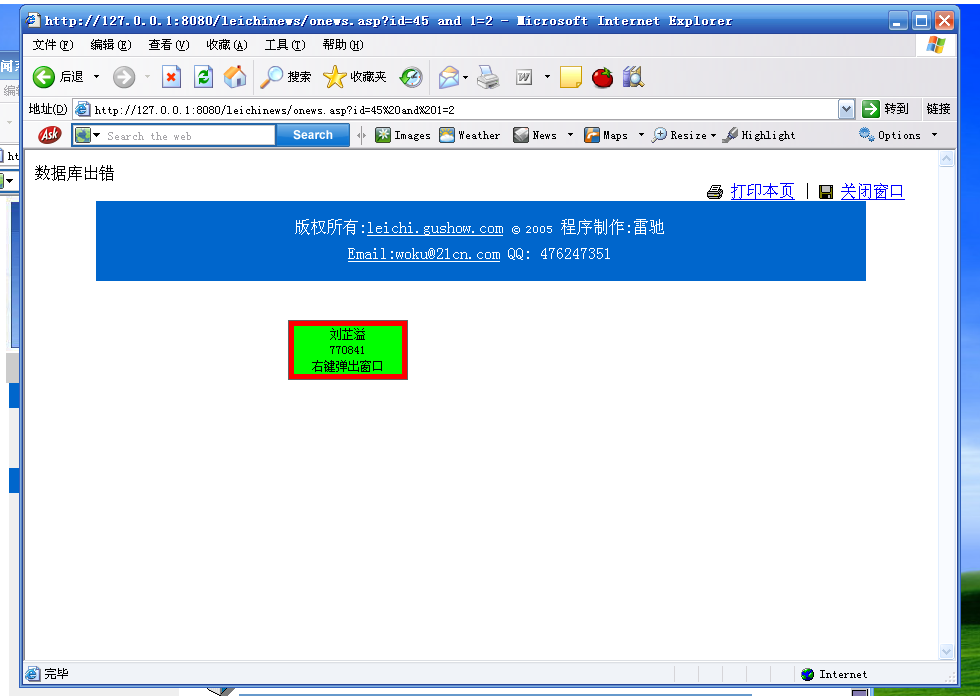 http://127.0.0.1:8080/leichinews/onews.asp?id=45 and 1=2 - Microsoft Internet Explorer
文件(F) 编辑(E) 查看(V) 收藏(A) 工具(T) 帮助(H)
后退 搜索 收藏夹
地址(D) http://127.0.0.1:8080/leichinews/onews.asp?id=45%20and%201=2 转到 链接
Ask Search the web Search Images Weather News Maps Resize Highlight Options
数据库出错
打印本页 | 关闭窗口
版权所有:leichi.gushow.com © 2005 程序制作:雷驰
Email:woku@21cn.com QQ: 476247351
刘芷溢
770841
右键弹出窗口
完毕 Internet